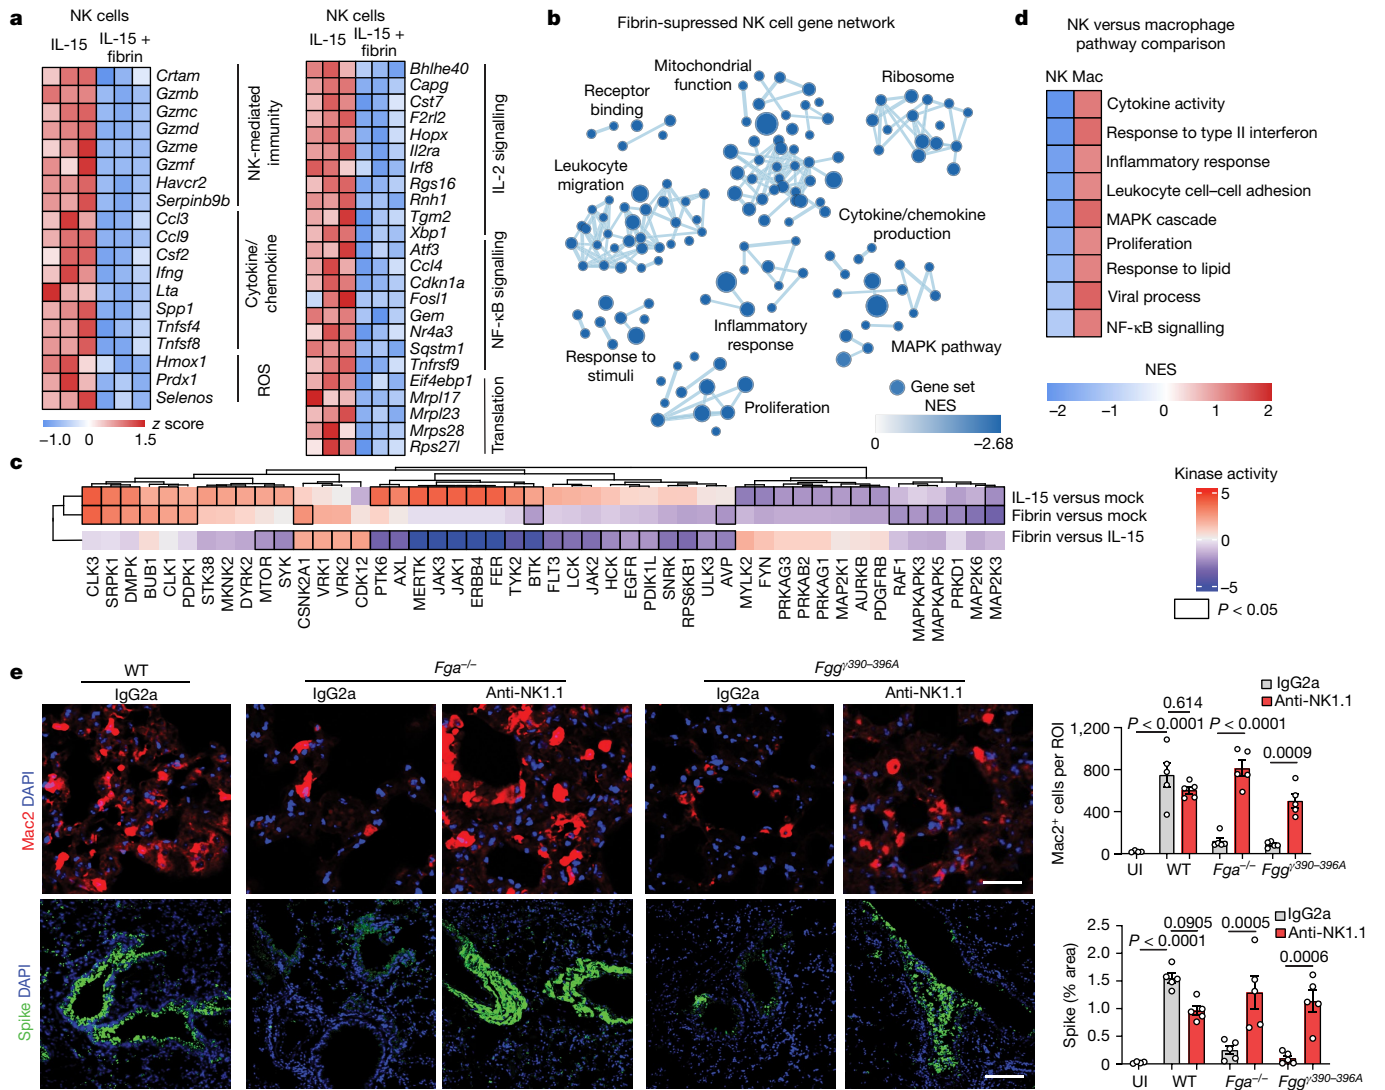 a
NK cells
IL-15
IL-15 +
fibrin
Crtam
Gzmb
Gzmc
Gzmd
Gzme
Gzmf
Havcr2
Serpinb9b
Ccl3
Ccl9
Csf2
Ifng
Lta
Spp1
Tnfsf4
Tnfsf8
Hmox1
Prdx1
Selenos
NK-mediated
immunity
Cytokine/
chemokine
ROS
−1.0 0 1.5 z score
NK cells
IL-15
IL-15 +
fibrin
Bhlhe40
Capg
Cst7
F2rl2
Hopx
Il2ra
Irf8
Rgs16
Rnh1
Tgm2
Xbp1
Atf3
Ccl4
Cdkn1a
Fosl1
Gem
Nr4a3
Sqstm1
Tnfrsf9
Eif4ebp1
Mrpl17
Mrpl23
Mrps28
Rps27l
IL-2 signalling
NF-κB signalling
Translation
b
Fibrin-supressed NK cell gene network
Mitochondrial
function
Ribosome
Receptor
binding
Leukocyte
migration
Cytokine/chemokine
production
Inflammatory
response
MAPK pathway
Response to
stimuli
Proliferation
Gene set
NES
0 −2.68
d
NK versus macrophage
pathway comparison
NK Mac
Cytokine activity
Response to type II interferon
Inflammatory response
Leukocyte cell–cell adhesion
MAPK cascade
Proliferation
Response to lipid
Viral process
NF-κB signalling
NES
−2 −1 0 1 2
c
IL-15 versus mock
Fibrin versus mock
Fibrin versus IL-15
CLK3
SRPK1
DMPK
BUB1
CLK1
PDPK1
STK38
MKNK2
DYRK2
MTOR
SYK
CSNK2A1
VRK1
VRK2
CDK12
PTK6
AXL
MERTK
JAK3
JAK1
ERBB4
FER
TYK2
BTK
FLT3
LCK
JAK2
HCK
EGFR
PDIK1L
SNRK
RPS6KB1
ULK3
AVP
MYLK2
FYN
PRKAG3
PRKAB2
PRKAG1
MAP2K1
AURKB
PDGFRB
RAF1
MAPKAPK3
MAPKAPK5
PRKD1
MAP2K6
MAP2K3
Kinase activity
5
0
−5
P < 0.05
e
WT
Fga–/–
Fggγ390–396A
IgG2a
IgG2a
Anti-NK1.1
IgG2a
Anti-NK1.1
Mac2 DAPI
Spike DAPI
IgG2a
Anti-NK1.1
0.614
P < 0.0001 P < 0.0001
0.0009
Mac2+ cells per ROI
1,200
800
400
0
UI WT Fga–/– Fggγ390–396A
IgG2a
Anti-NK1.1
0.0905 0.0005
P < 0.0001
0.0006
Spike (% area)
2.5
2.0
1.5
1.0
0.5
0
UI WT Fga–/– Fggγ390–396A